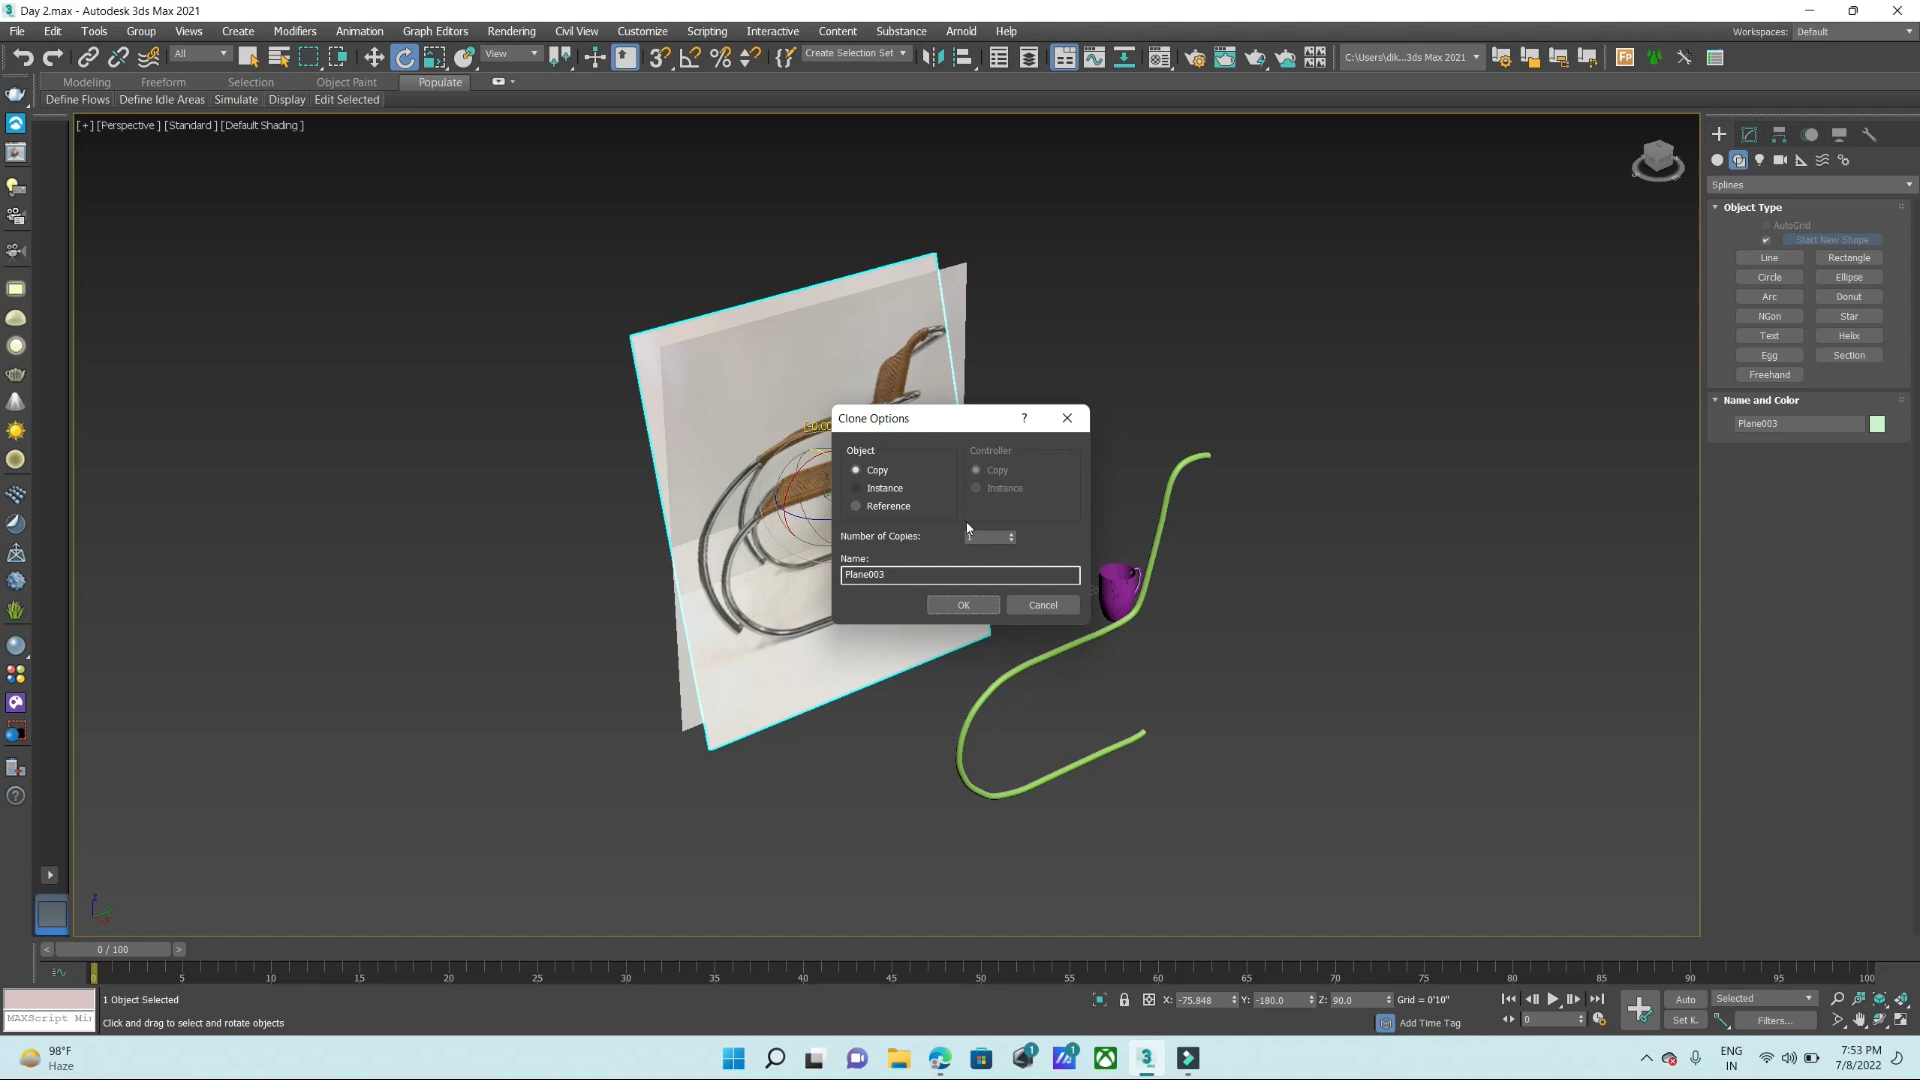 Day 2.max - Autodesk 3ds Max 2021
File Edit Tools Group Views Create Modifiers Animation Graph Editors Rendering Civil View Customize Scripting Interactive Content Substance Arnold Help
Workspaces: Default
All
View
Create Selection Set
C:\Users\dik...3ds Max 2021
Modeling Freeform Selection Object Paint Populate
Define Flows Define Idle Areas Simulate Display Edit Selected
[+] [Perspective ] [Standard ] [Default Shading ]
Splines
Object Type
AutoGrid
Start New Shape
Line Rectangle
Circle Ellipse
Arc Donut
NGon Star
Text Helix
Egg Section
Freehand
Name and Color
Plane003
Clone Options ?
Object Controller
Copy Copy
Instance Instance
Reference
Number of Copies: 1
Name:
Plane003
OK Cancel
< 0 / 100 >
0 5 10 15 20 25 30 35 40 45 50 55 60 65 70 75 80 85 90 95 100
1 Object Selected
X: -75.848 Y: -180.0 Z: 90.0 Grid = 0'10"
Auto Selected
MAXScript Mi
Click and drag to select and rotate objects
Add Time Tag
0
Set K. Filters...
98°F
Haze
1
1
3
ENG
IN
7:53 PM
7/8/2022